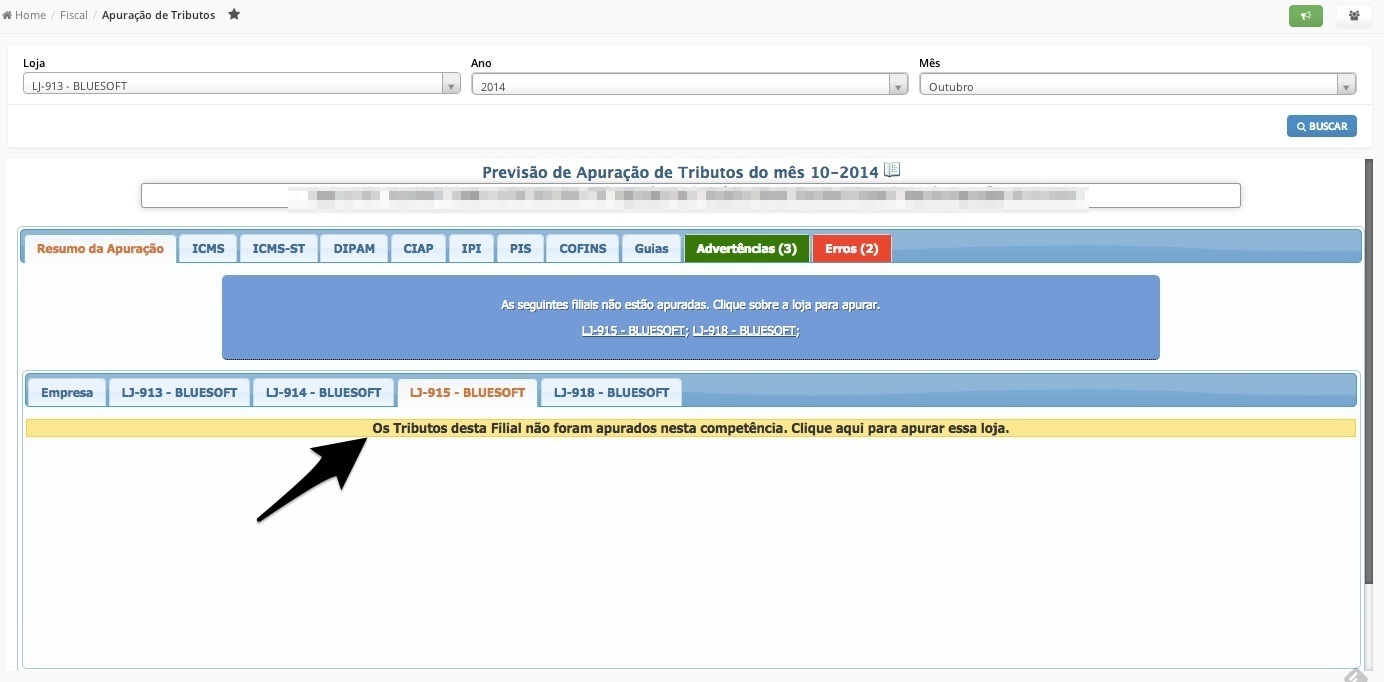 Home / Fiscal / Apuração de Tributos
Loja Ano Mês
LJ-913 - BLUESOFT 2014 Outubro
BUSCAR
Previsão de Apuração de Tributos do mês 10-2014
Resumo da Apuração ICMS ICMS-ST DIPAM CIAP IPI PIS COFINS Guias Advertências (3) Erros (2)
As seguintes filiais não estão apuradas. Clique sobre a loja para apurar.
LJ-915 - BLUESOFT; LJ-918 - BLUESOFT;
Empresa LJ-913 - BLUESOFT LJ-914 - BLUESOFT LJ-915 - BLUESOFT LJ-918 - BLUESOFT
Os Tributos desta Filial não foram apurados nesta competência. Clique aqui para apurar essa loja.